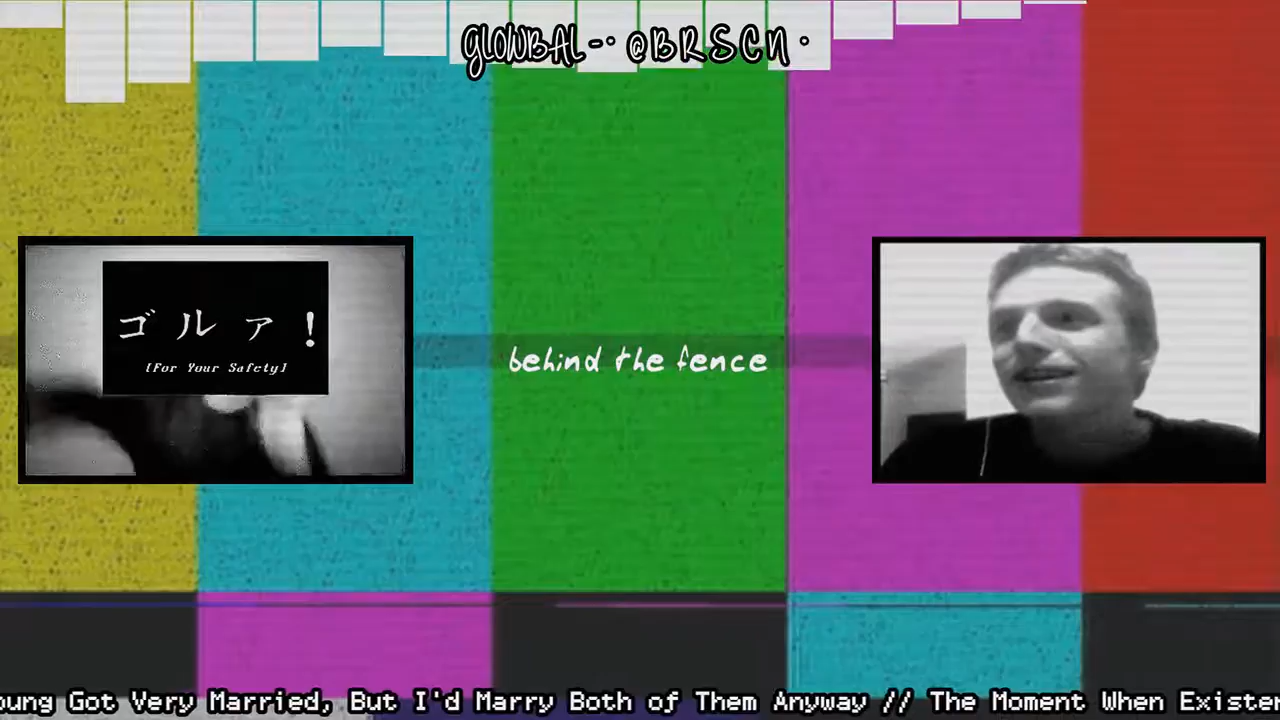 GLOWBAL -· @BRSCN ·
ゴルァ!
[For Your Safety]
behind the fence
oung Got Very Married, But I'd Marry Both of Them Anyway // The Moment When Existen